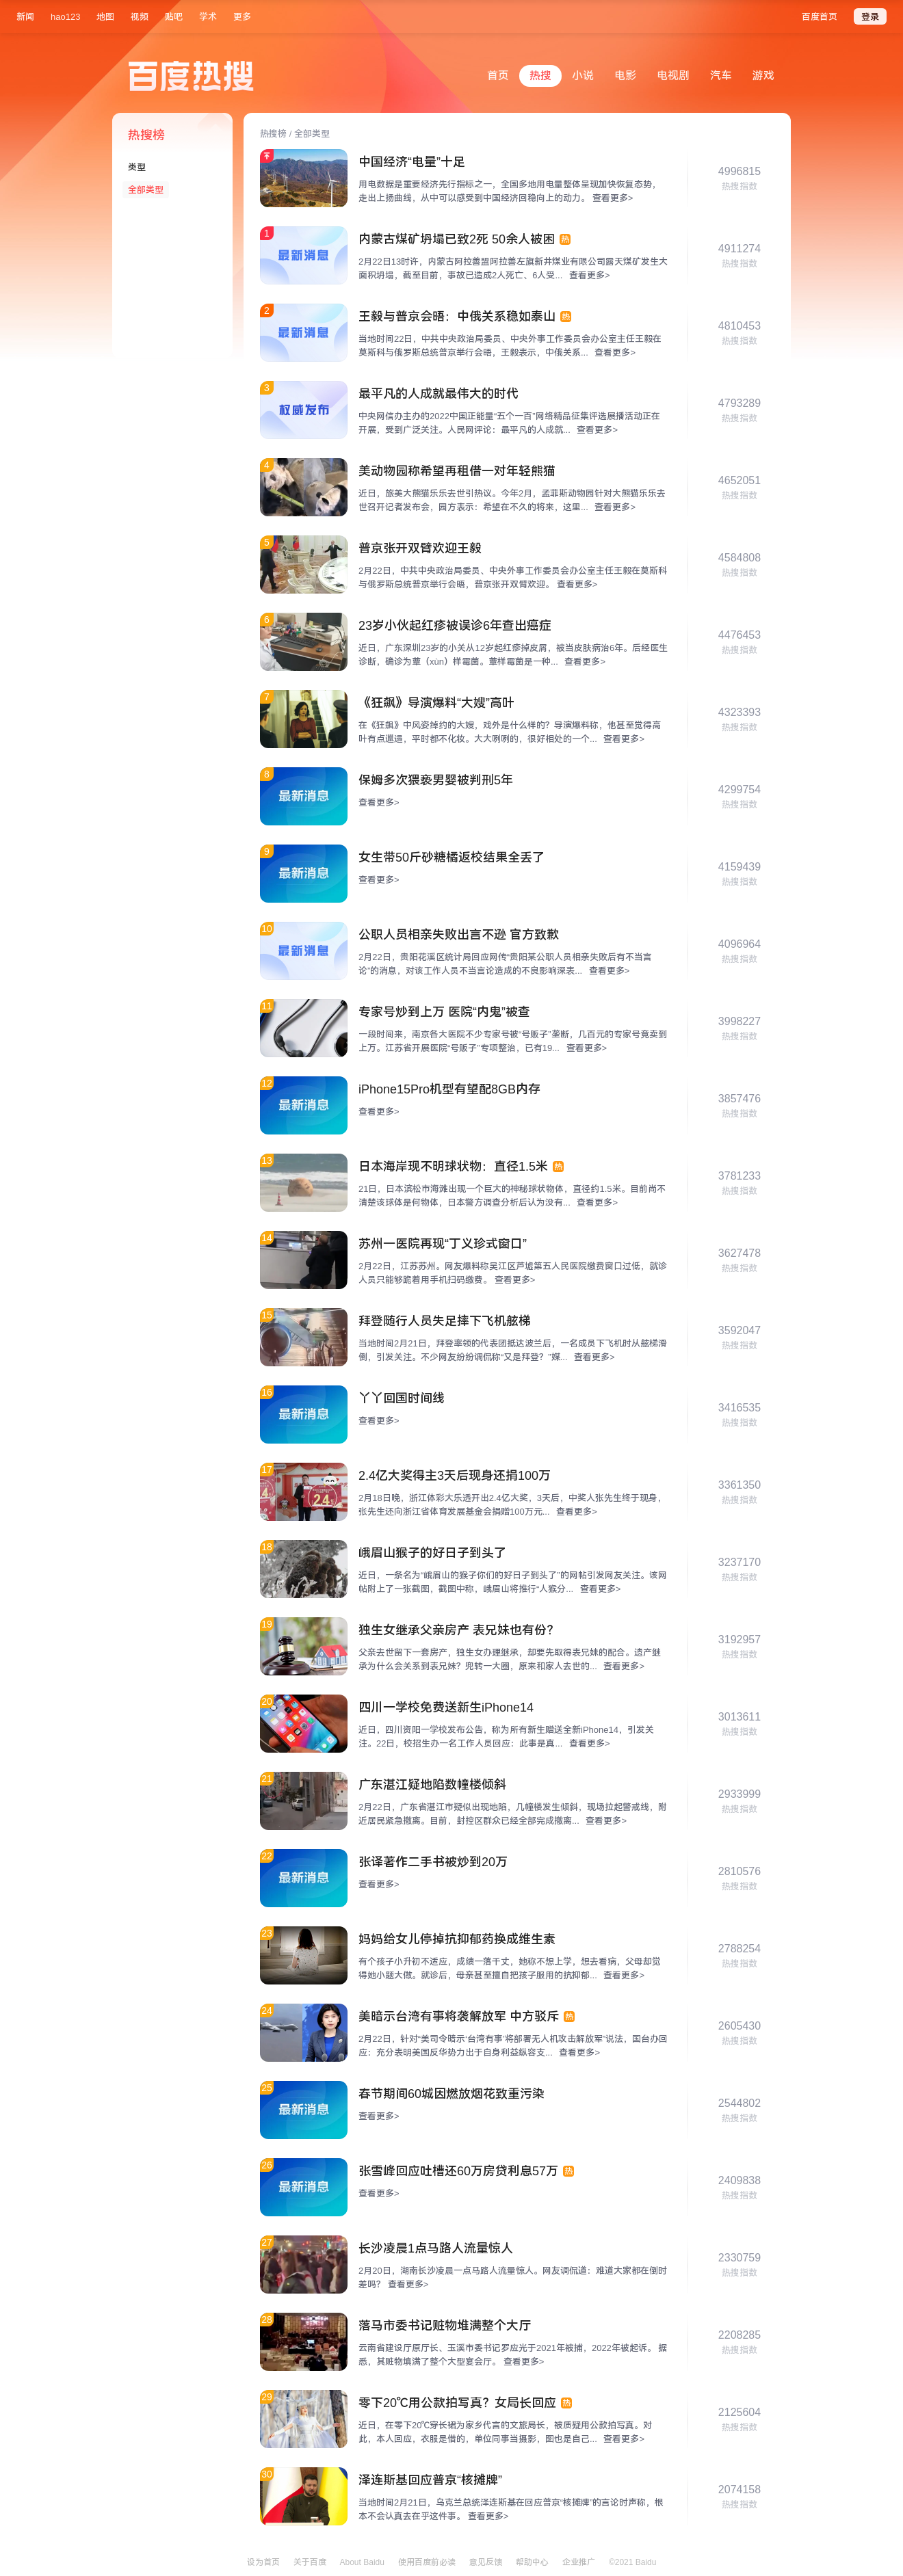 新闻 hao123 地图 视频 贴吧 学术 更多 百度首页 登录
百度热搜 首页 热搜 小说 电影 电视剧 汽车 游戏
热搜榜
类型
全部类型
热搜榜 / 全部类型
中国经济“电量”十足
用电数据是重要经济先行指标之一，全国多地用电量整体呈现加快恢复态势，
走出上扬曲线，从中可以感受到中国经济回稳向上的动力。 查看更多>
4996815
热搜指数
1
最新消息
内蒙古煤矿坍塌已致2死 50余人被困 热
2月22日13时许，内蒙古阿拉善盟阿拉善左旗新井煤业有限公司露天煤矿发生大
面积坍塌，截至目前，事故已造成2人死亡、6人受... 查看更多>
4911274
热搜指数
2
最新消息
王毅与普京会晤：中俄关系稳如泰山 热
当地时间22日，中共中央政治局委员、中央外事工作委员会办公室主任王毅在
莫斯科与俄罗斯总统普京举行会晤，王毅表示，中俄关系... 查看更多>
4810453
热搜指数
3
权威发布
最平凡的人成就最伟大的时代
中央网信办主办的2022中国正能量“五个一百”网络精品征集评选展播活动正在
开展，受到广泛关注。人民网评论：最平凡的人成就... 查看更多>
4793289
热搜指数
4
美动物园称希望再租借一对年轻熊猫
近日，旅美大熊猫乐乐去世引热议。今年2月，孟菲斯动物园针对大熊猫乐乐去
世召开记者发布会，园方表示：希望在不久的将来，这里... 查看更多>
4652051
热搜指数
5
普京张开双臂欢迎王毅
2月22日，中共中央政治局委员、中央外事工作委员会办公室主任王毅在莫斯科
与俄罗斯总统普京举行会晤，普京张开双臂欢迎。 查看更多>
4584808
热搜指数
6
23岁小伙起红疹被误诊6年查出癌症
近日，广东深圳23岁的小关从12岁起红疹掉皮屑，被当皮肤病治6年。后经医生
诊断，确诊为蕈（xùn）样霉菌。蕈样霉菌是一种... 查看更多>
4476453
热搜指数
7
《狂飙》导演爆料“大嫂”高叶
在《狂飙》中风姿绰约的大嫂，戏外是什么样的？导演爆料称，他甚至觉得高
叶有点邋遢，平时都不化妆。大大咧咧的，很好相处的一个... 查看更多>
4323393
热搜指数
8
最新消息
保姆多次猥亵男婴被判刑5年
查看更多>
4299754
热搜指数
9
最新消息
女生带50斤砂糖橘返校结果全丢了
查看更多>
4159439
热搜指数
10
最新消息
公职人员相亲失败出言不逊 官方致歉
2月22日，贵阳花溪区统计局回应网传“贵阳某公职人员相亲失败后有不当言
论”的消息，对该工作人员不当言论造成的不良影响深表... 查看更多>
4096964
热搜指数
11
专家号炒到上万 医院“内鬼”被查
一段时间来，南京各大医院不少专家号被“号贩子”垄断，几百元的专家号竟卖到
上万。江苏省开展医院“号贩子”专项整治，已有19... 查看更多>
3998227
热搜指数
12
最新消息
iPhone15Pro机型有望配8GB内存
查看更多>
3857476
热搜指数
13
日本海岸现不明球状物：直径1.5米 热
21日，日本滨松市海滩出现一个巨大的神秘球状物体，直径约1.5米。目前尚不
清楚该球体是何物体，日本警方调查分析后认为没有... 查看更多>
3781233
热搜指数
14
苏州一医院再现“丁义珍式窗口”
2月22日，江苏苏州。网友爆料称吴江区芦墟第五人民医院缴费窗口过低，就诊
人员只能够跪着用手机扫码缴费。 查看更多>
3627478
热搜指数
15
拜登随行人员失足摔下飞机舷梯
当地时间2月21日，拜登率领的代表团抵达波兰后，一名成员下飞机时从舷梯滑
倒，引发关注。不少网友纷纷调侃称“又是拜登？”媒... 查看更多>
3592047
热搜指数
16
最新消息
丫丫回国时间线
查看更多>
3416535
热搜指数
17
2.4亿大奖得主3天后现身还捐100万
2月18日晚，浙江体彩大乐透开出2.4亿大奖，3天后，中奖人张先生终于现身，
张先生还向浙江省体育发展基金会捐赠100万元... 查看更多>
3361350
热搜指数
18
峨眉山猴子的好日子到头了
近日，一条名为“峨眉山的猴子你们的好日子到头了”的网帖引发网友关注。该网
帖附上了一张截图，截图中称，峨眉山将推行“人猴分... 查看更多>
3237170
热搜指数
19
独生女继承父亲房产 表兄妹也有份？
父亲去世留下一套房产，独生女办理继承，却要先取得表兄妹的配合。遗产继
承为什么会关系到表兄妹？兜转一大圈，原来和家人去世的... 查看更多>
3192957
热搜指数
20
四川一学校免费送新生iPhone14
近日，四川资阳一学校发布公告，称为所有新生赠送全新iPhone14，引发关
注。22日，校招生办一名工作人员回应：此事是真... 查看更多>
3013611
热搜指数
21
广东湛江疑地陷数幢楼倾斜
2月22日，广东省湛江市疑似出现地陷，几幢楼发生倾斜，现场拉起警戒线，附
近居民紧急撤离。目前，封控区群众已经全部完成撤离... 查看更多>
2933999
热搜指数
22
最新消息
张译著作二手书被炒到20万
查看更多>
2810576
热搜指数
23
妈妈给女儿停掉抗抑郁药换成维生素
有个孩子小升初不适应，成绩一落千丈，她称不想上学，想去看病，父母却觉
得她小题大做。就诊后，母亲甚至擅自把孩子服用的抗抑郁... 查看更多>
2788254
热搜指数
24
美暗示台湾有事将袭解放军 中方驳斥 热
2月22日，针对“美司令暗示‘台湾有事’将部署无人机攻击解放军”说法，国台办回
应：充分表明美国反华势力出于自身利益纵容支... 查看更多>
2605430
热搜指数
25
最新消息
春节期间60城因燃放烟花致重污染
查看更多>
2544802
热搜指数
26
最新消息
张雪峰回应吐槽还60万房贷利息57万 热
查看更多>
2409838
热搜指数
27
长沙凌晨1点马路人流量惊人
2月20日，湖南长沙凌晨一点马路人流量惊人。网友调侃道：难道大家都在倒时
差吗？ 查看更多>
2330759
热搜指数
28
落马市委书记赃物堆满整个大厅
云南省建设厅原厅长、玉溪市委书记罗应光于2021年被捕，2022年被起诉。 据
悉，其赃物填满了整个大型宴会厅。 查看更多>
2208285
热搜指数
29
零下20℃用公款拍写真？女局长回应 热
近日，在零下20℃穿长裙为家乡代言的文旅局长，被质疑用公款拍写真。对
此，本人回应，衣服是借的，单位同事当摄影，图也是自己... 查看更多>
2125604
热搜指数
30
泽连斯基回应普京“核摊牌”
当地时间2月21日，乌克兰总统泽连斯基在回应普京“核摊牌”的言论时声称，根
本不会认真去在乎这件事。 查看更多>
2074158
热搜指数
设为首页 关于百度 About Baidu 使用百度前必读 意见反馈 帮助中心 企业推广 ©2021 Baidu